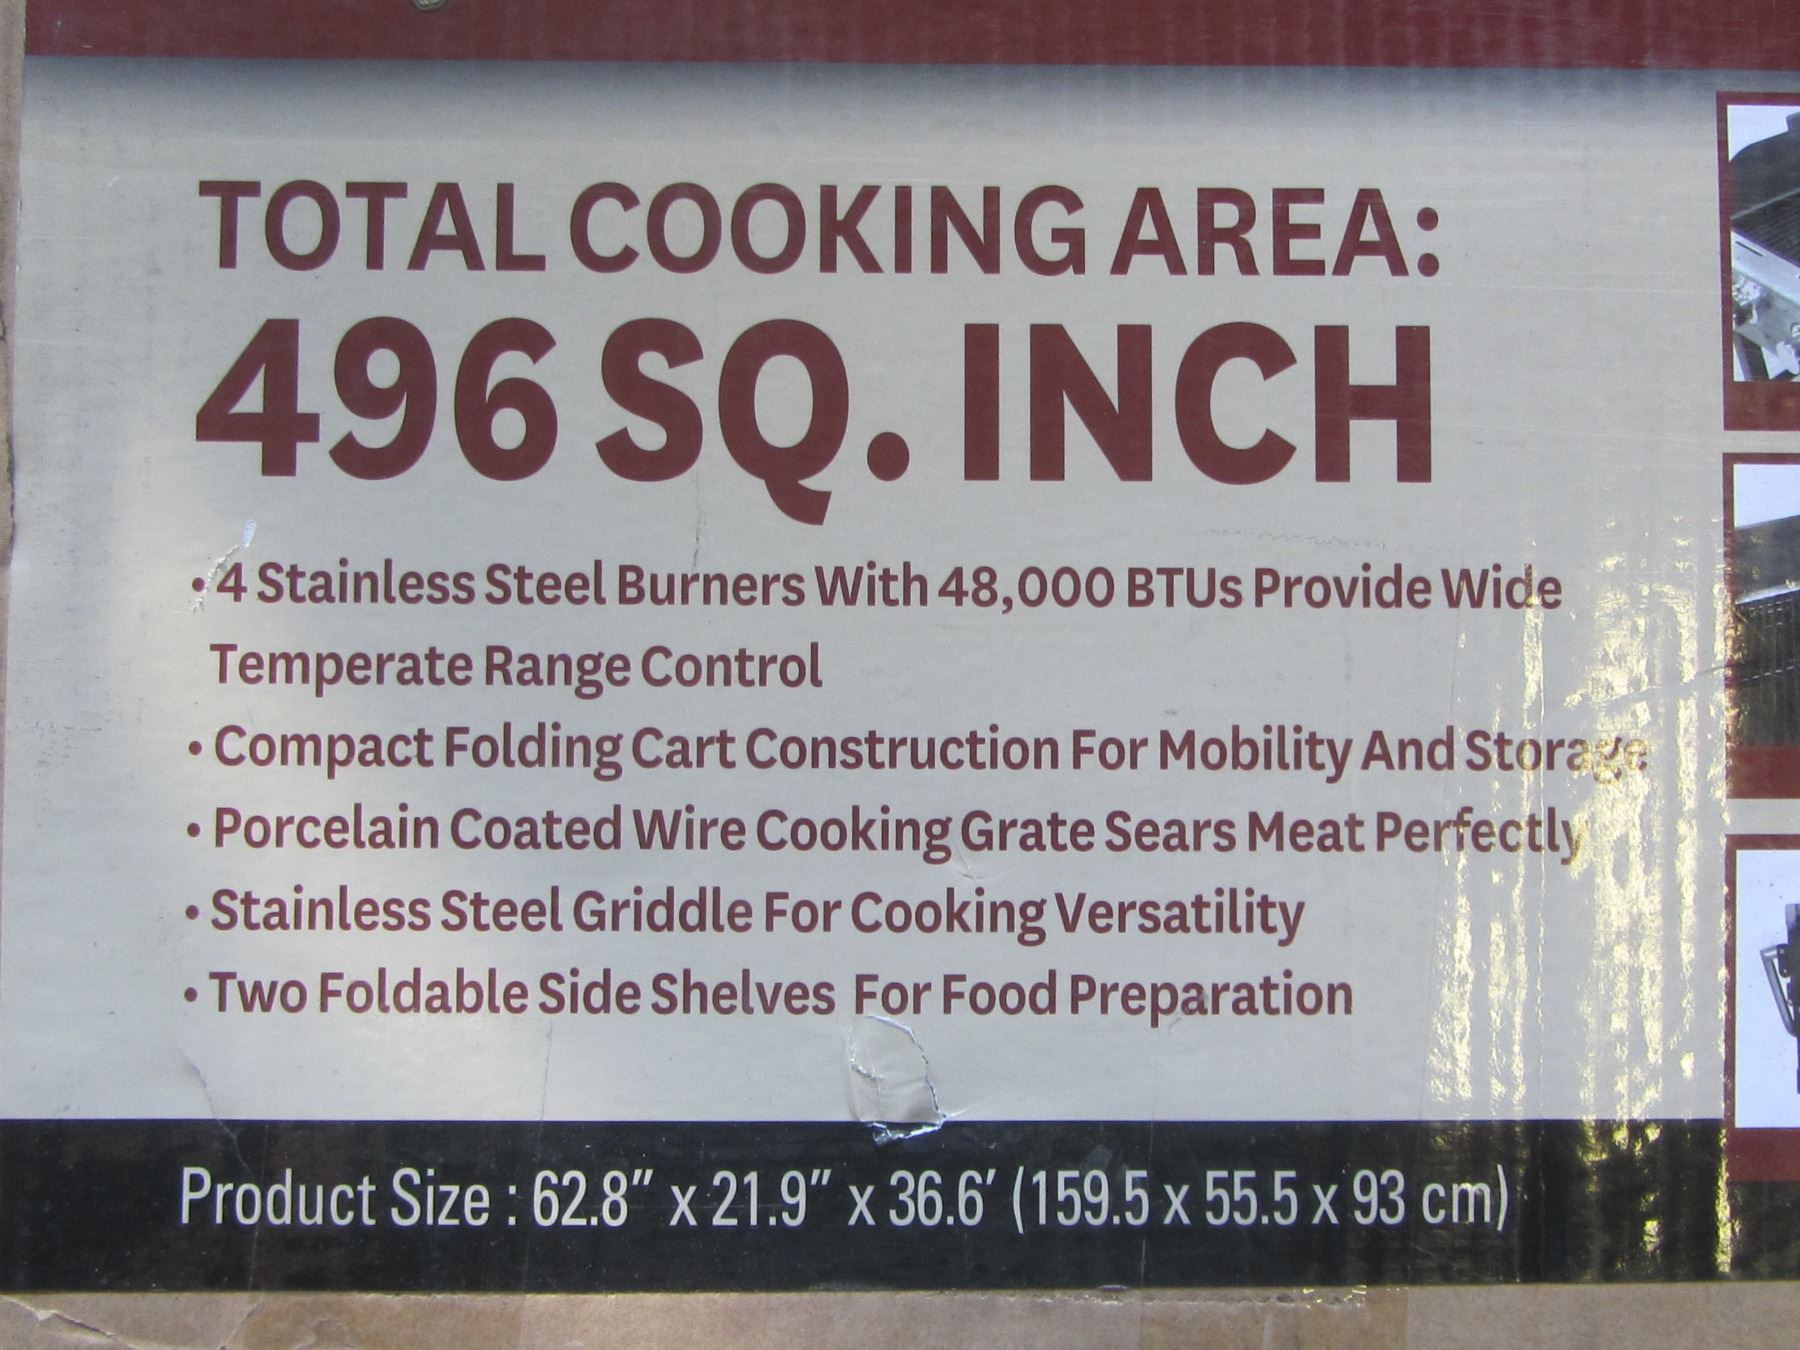 TOTAL COOKING AREA:
496 SQ. INCH
• 4 Stainless Steel Burners With 48,000 BTUs Provide Wide
Temperate Range Control
• Compact Folding Cart Construction For Mobility And Storage
• Porcelain Coated Wire Cooking Grate Sears Meat Perfectly
• Stainless Steel Griddle For Cooking Versatility
• Two Foldable Side Shelves For Food Preparation
Product Size : 62.8” x 21.9” x 36.6’ (159.5 x 55.5 x 93 cm)